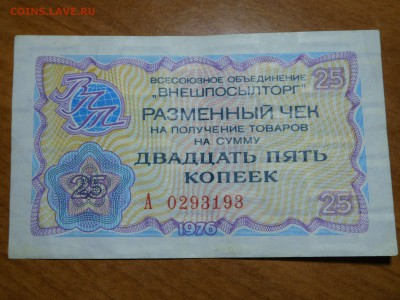 COINS.LAVE.RU
ВСЕСОЮЗНОЕ ОБЪЕДИНЕНИЕ
"ВНЕШПОСЫЛТОРГ"
25
ВПТ
РАЗМЕННЫЙ ЧЕК
НА ПОЛУЧЕНИЕ ТОВАРОВ
НА СУММУ
ДВАДЦАТЬ ПЯТЬ
КОПЕЕК
25
А 0293193
25
1976